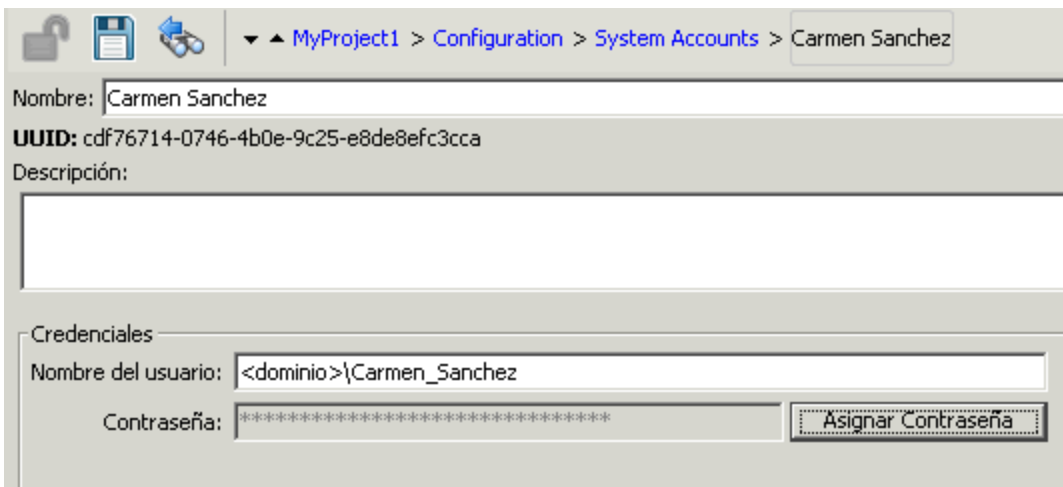 MyProject1 > Configuration > System Accounts > Carmen Sanchez
Nombre: Carmen Sanchez
UUID: cdf76714-0746-4b0e-9c25-e8de8efc3cca
Descripción:
Credenciales
Nombre del usuario: <dominio>\Carmen_Sanchez
Contraseña: ******************************* Asignar Contraseña